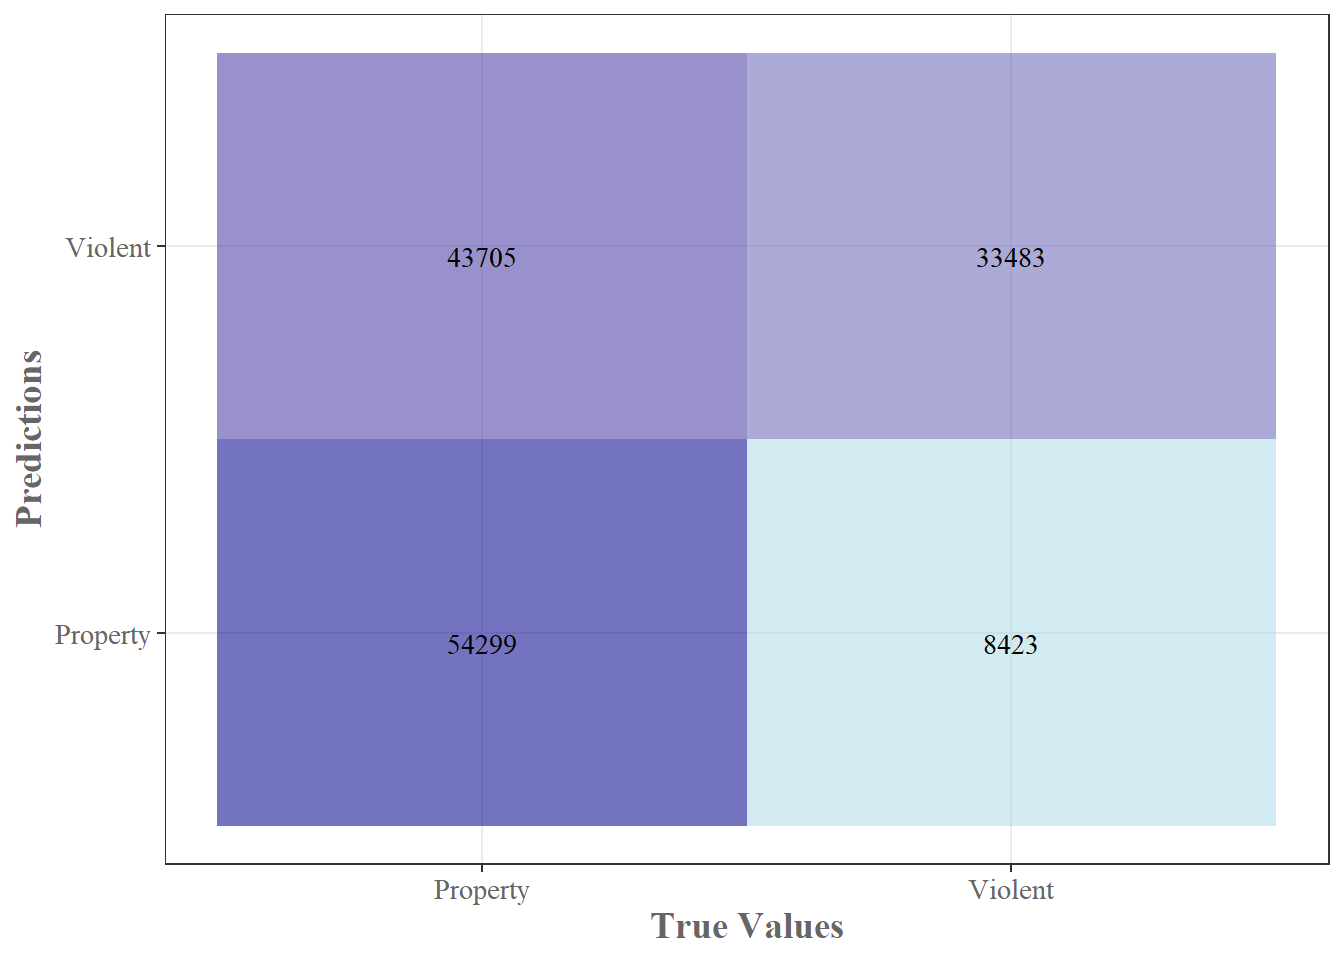 Predictions
Violent
43705
33483
Property
54299
8423
Property
Violent
True Values